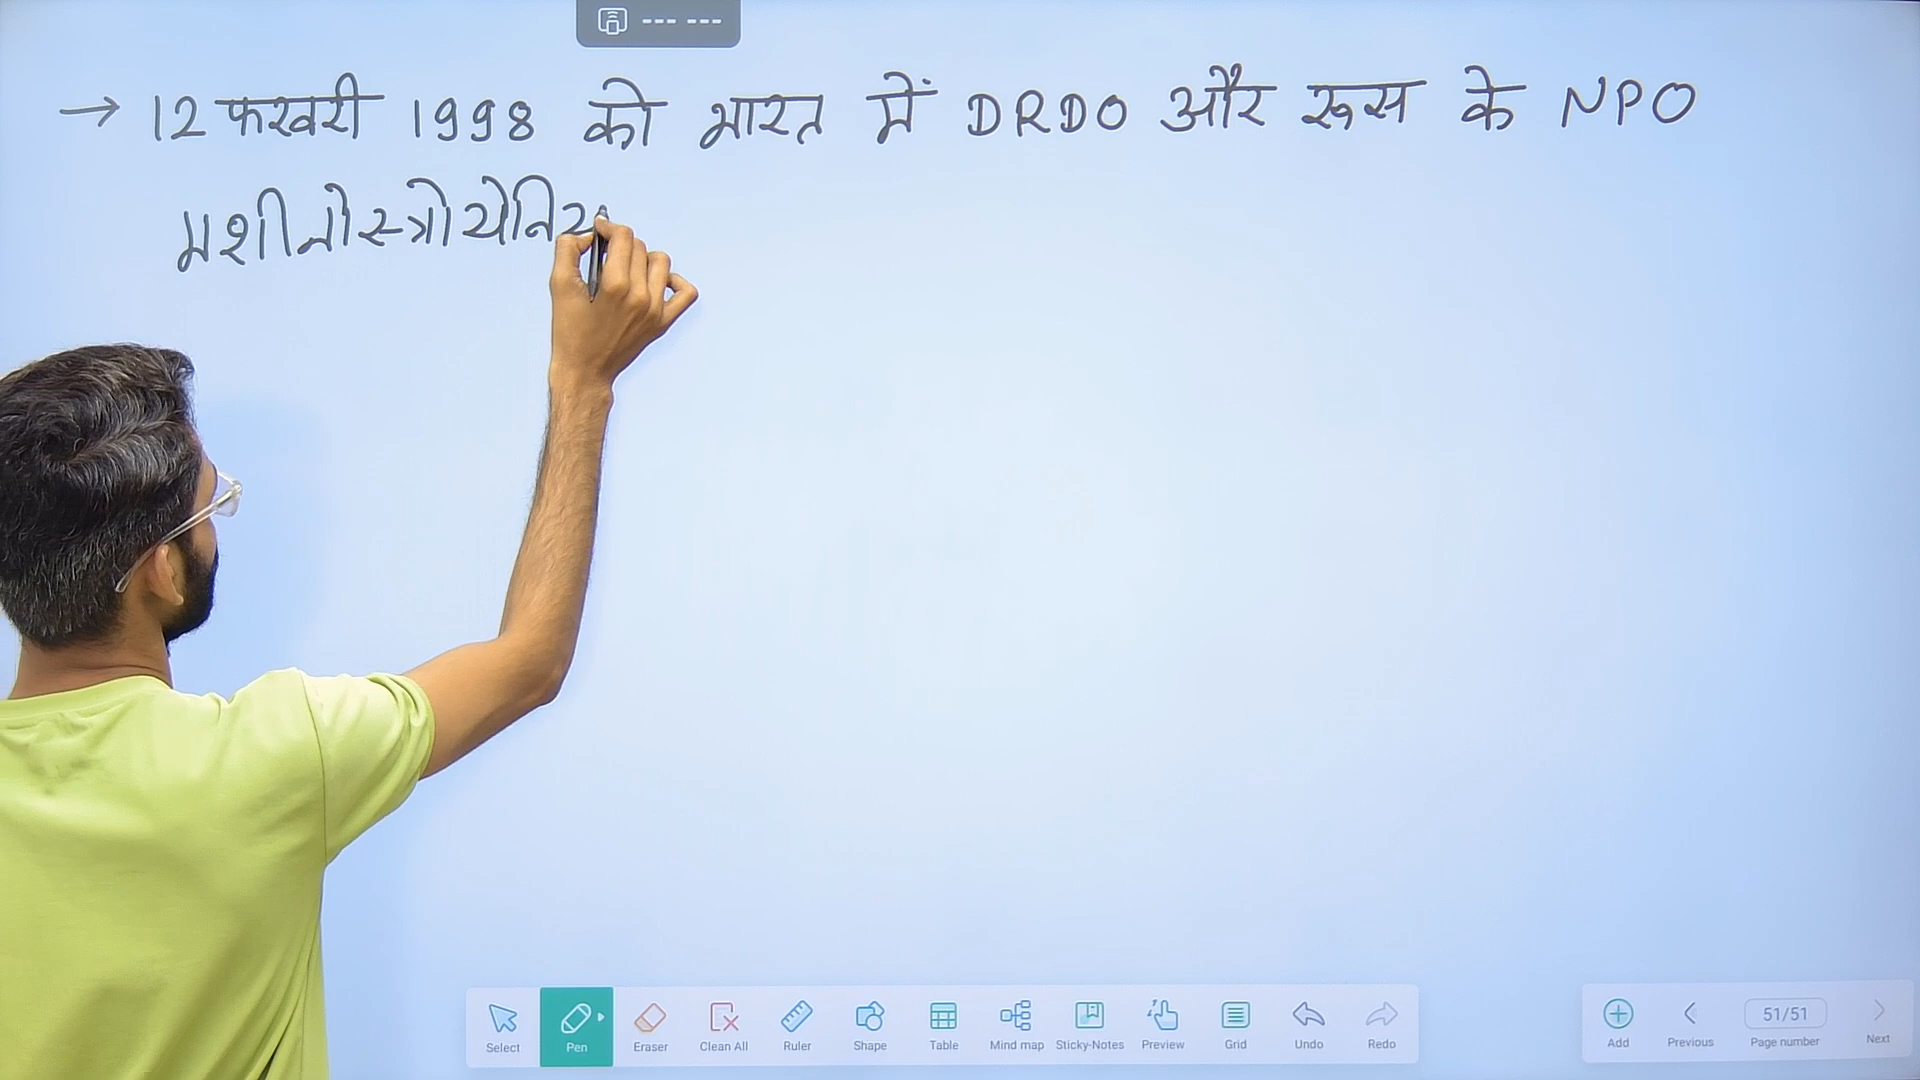 --- ---
→ 12 फरवरी 1998 को भारत में DRDO और रूस के NPO
मशीनोस्त्रोयेनिय
Select
Pen
Eraser
Clean All
Ruler
Shape
Table
Mind map
Sticky-Notes
Preview
Grid
Undo
Redo
Add
Previous
51/51
Page number
Next